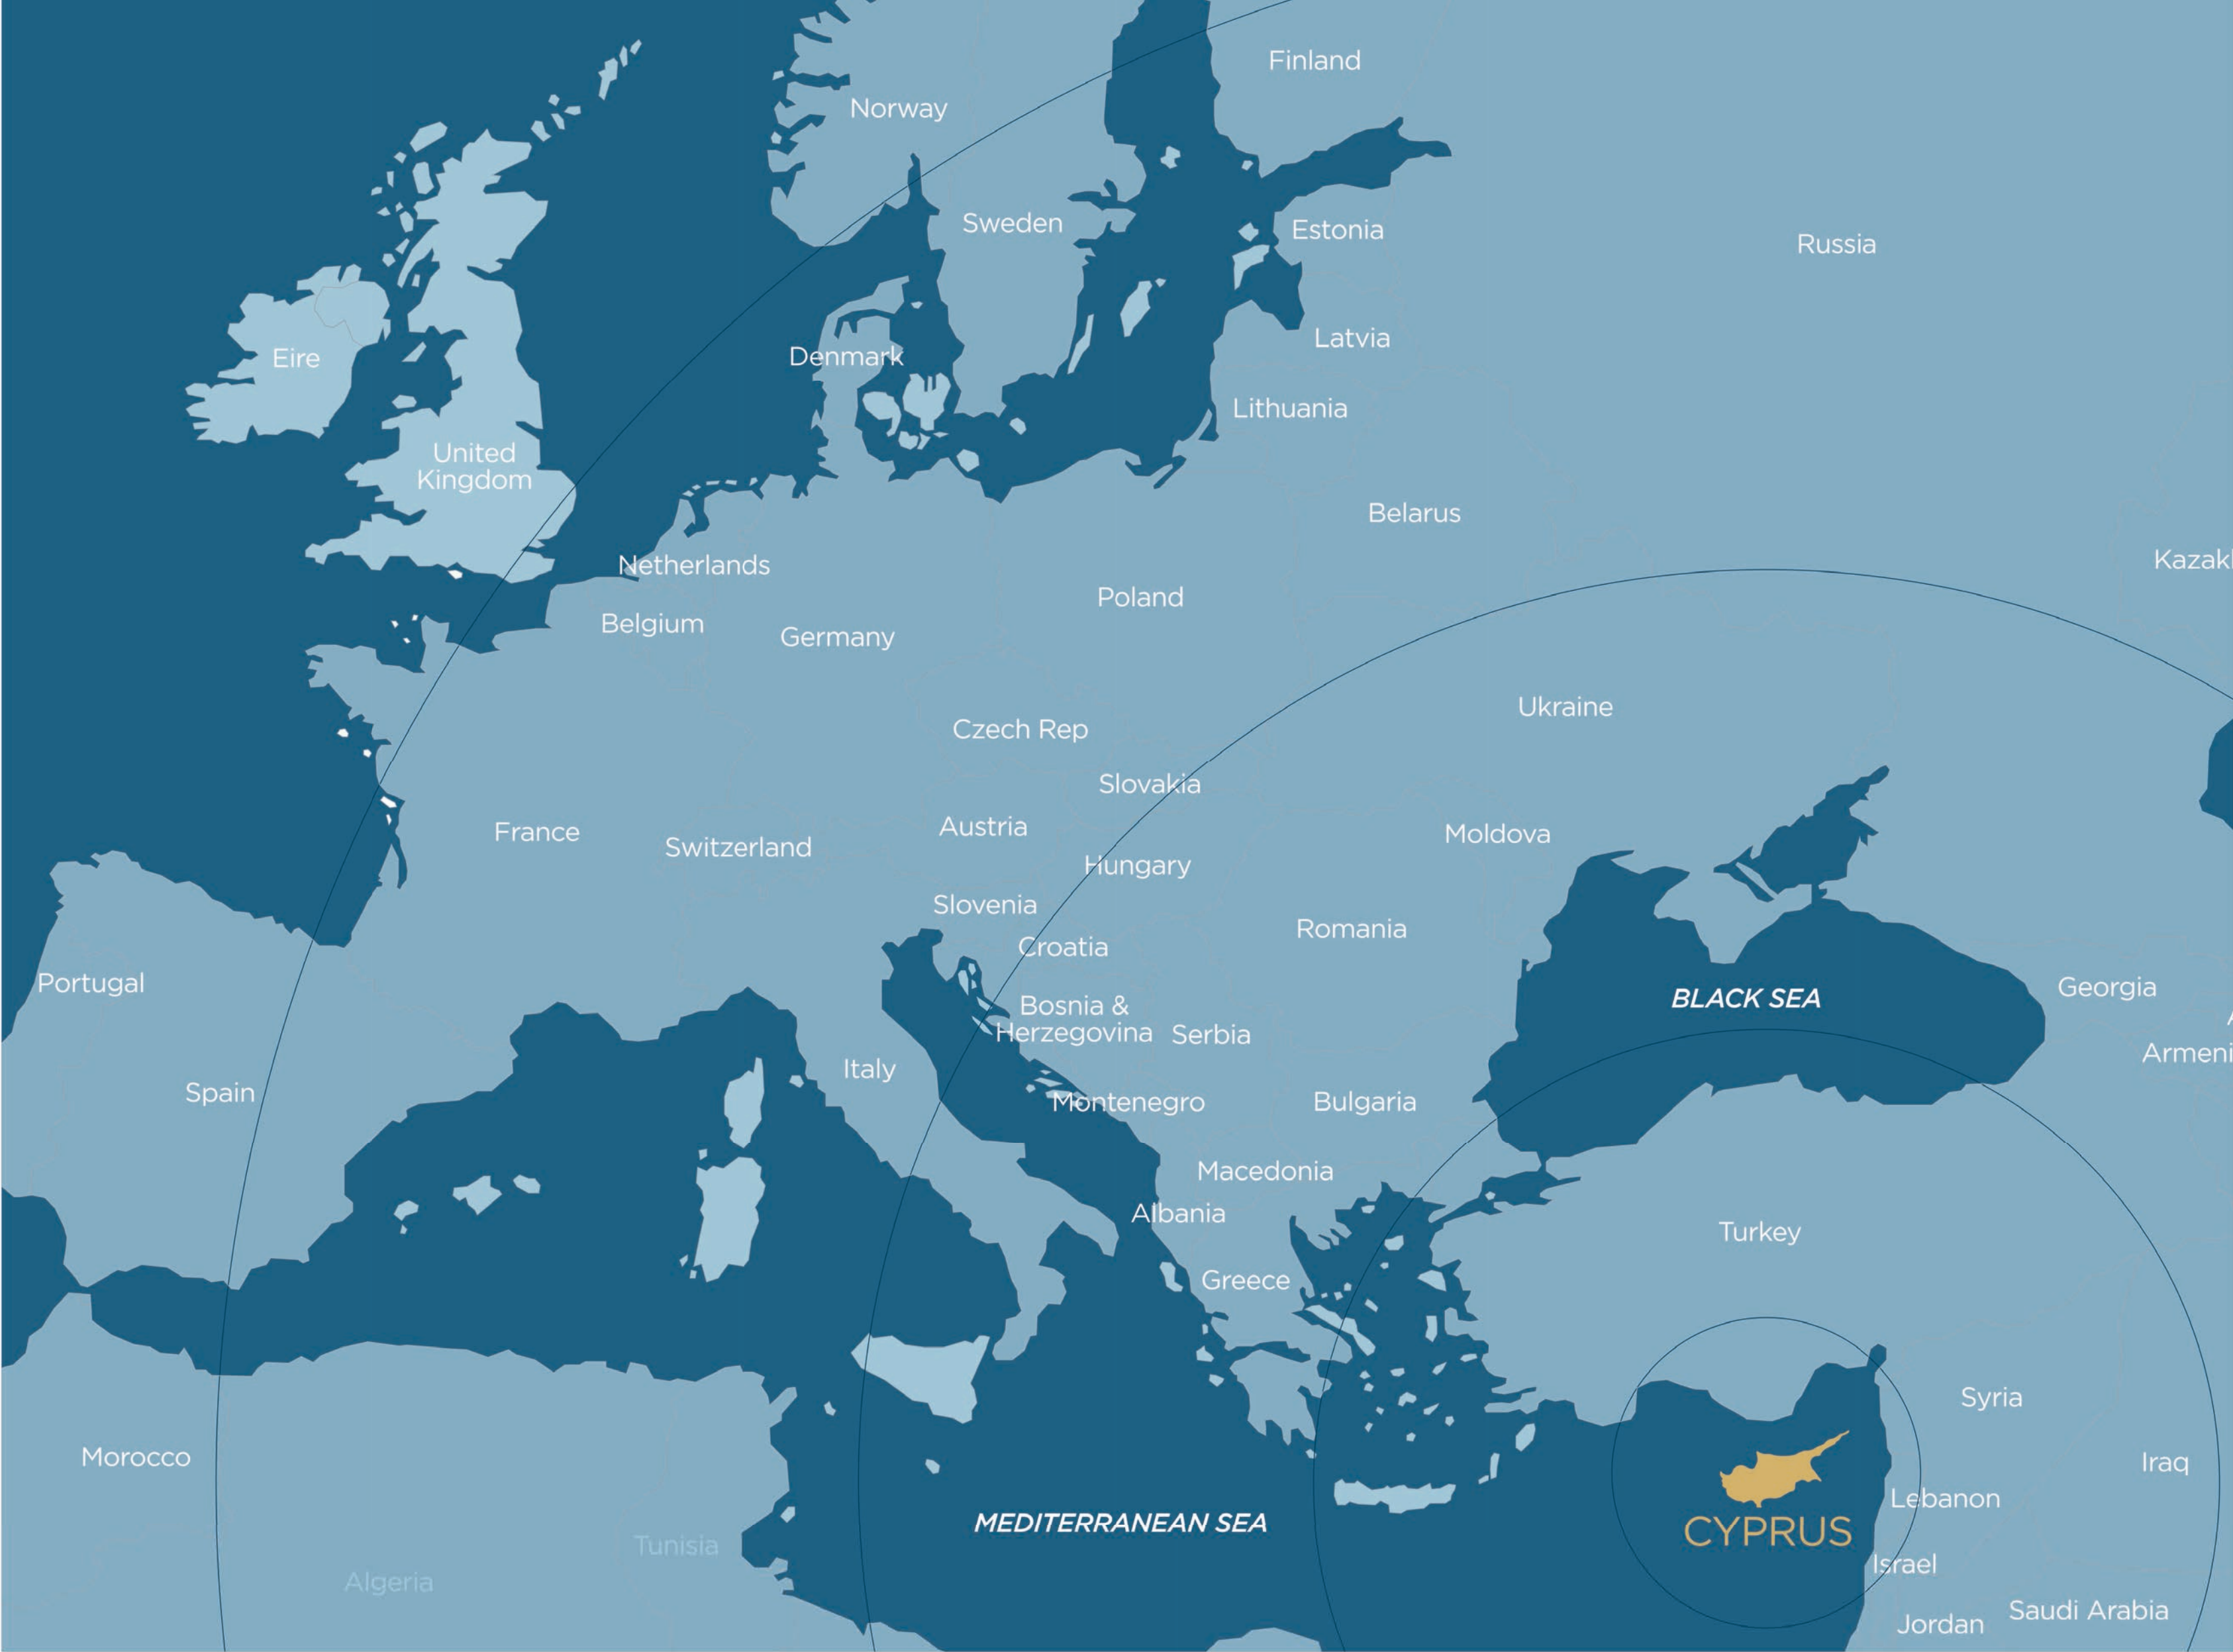 Finland
Norway
Sweden
Estonia
Russia
Latvia
Denmark
Eire
Lithuania
United
Kingdom
Belarus
Kazakh
Netherlands
Poland
Belgium
Germany
Ukraine
Czech Rep
Slovakia
Austria
France
Switzerland
Moldova
Hungary
Slovenia
Romania
Croatia
Portugal
BLACK SEA
Georgia
Bosnia &
Herzegovina
Serbia
Armeni
Italy
Spain
Montenegro
Bulgaria
Macedonia
Albania
Turkey
Greece
Syria
Morocco
Iraq
Lebanon
MEDITERRANEAN SEA
CYPRUS
Tunisia
Israel
Algeria
Saudi Arabia
Jordan